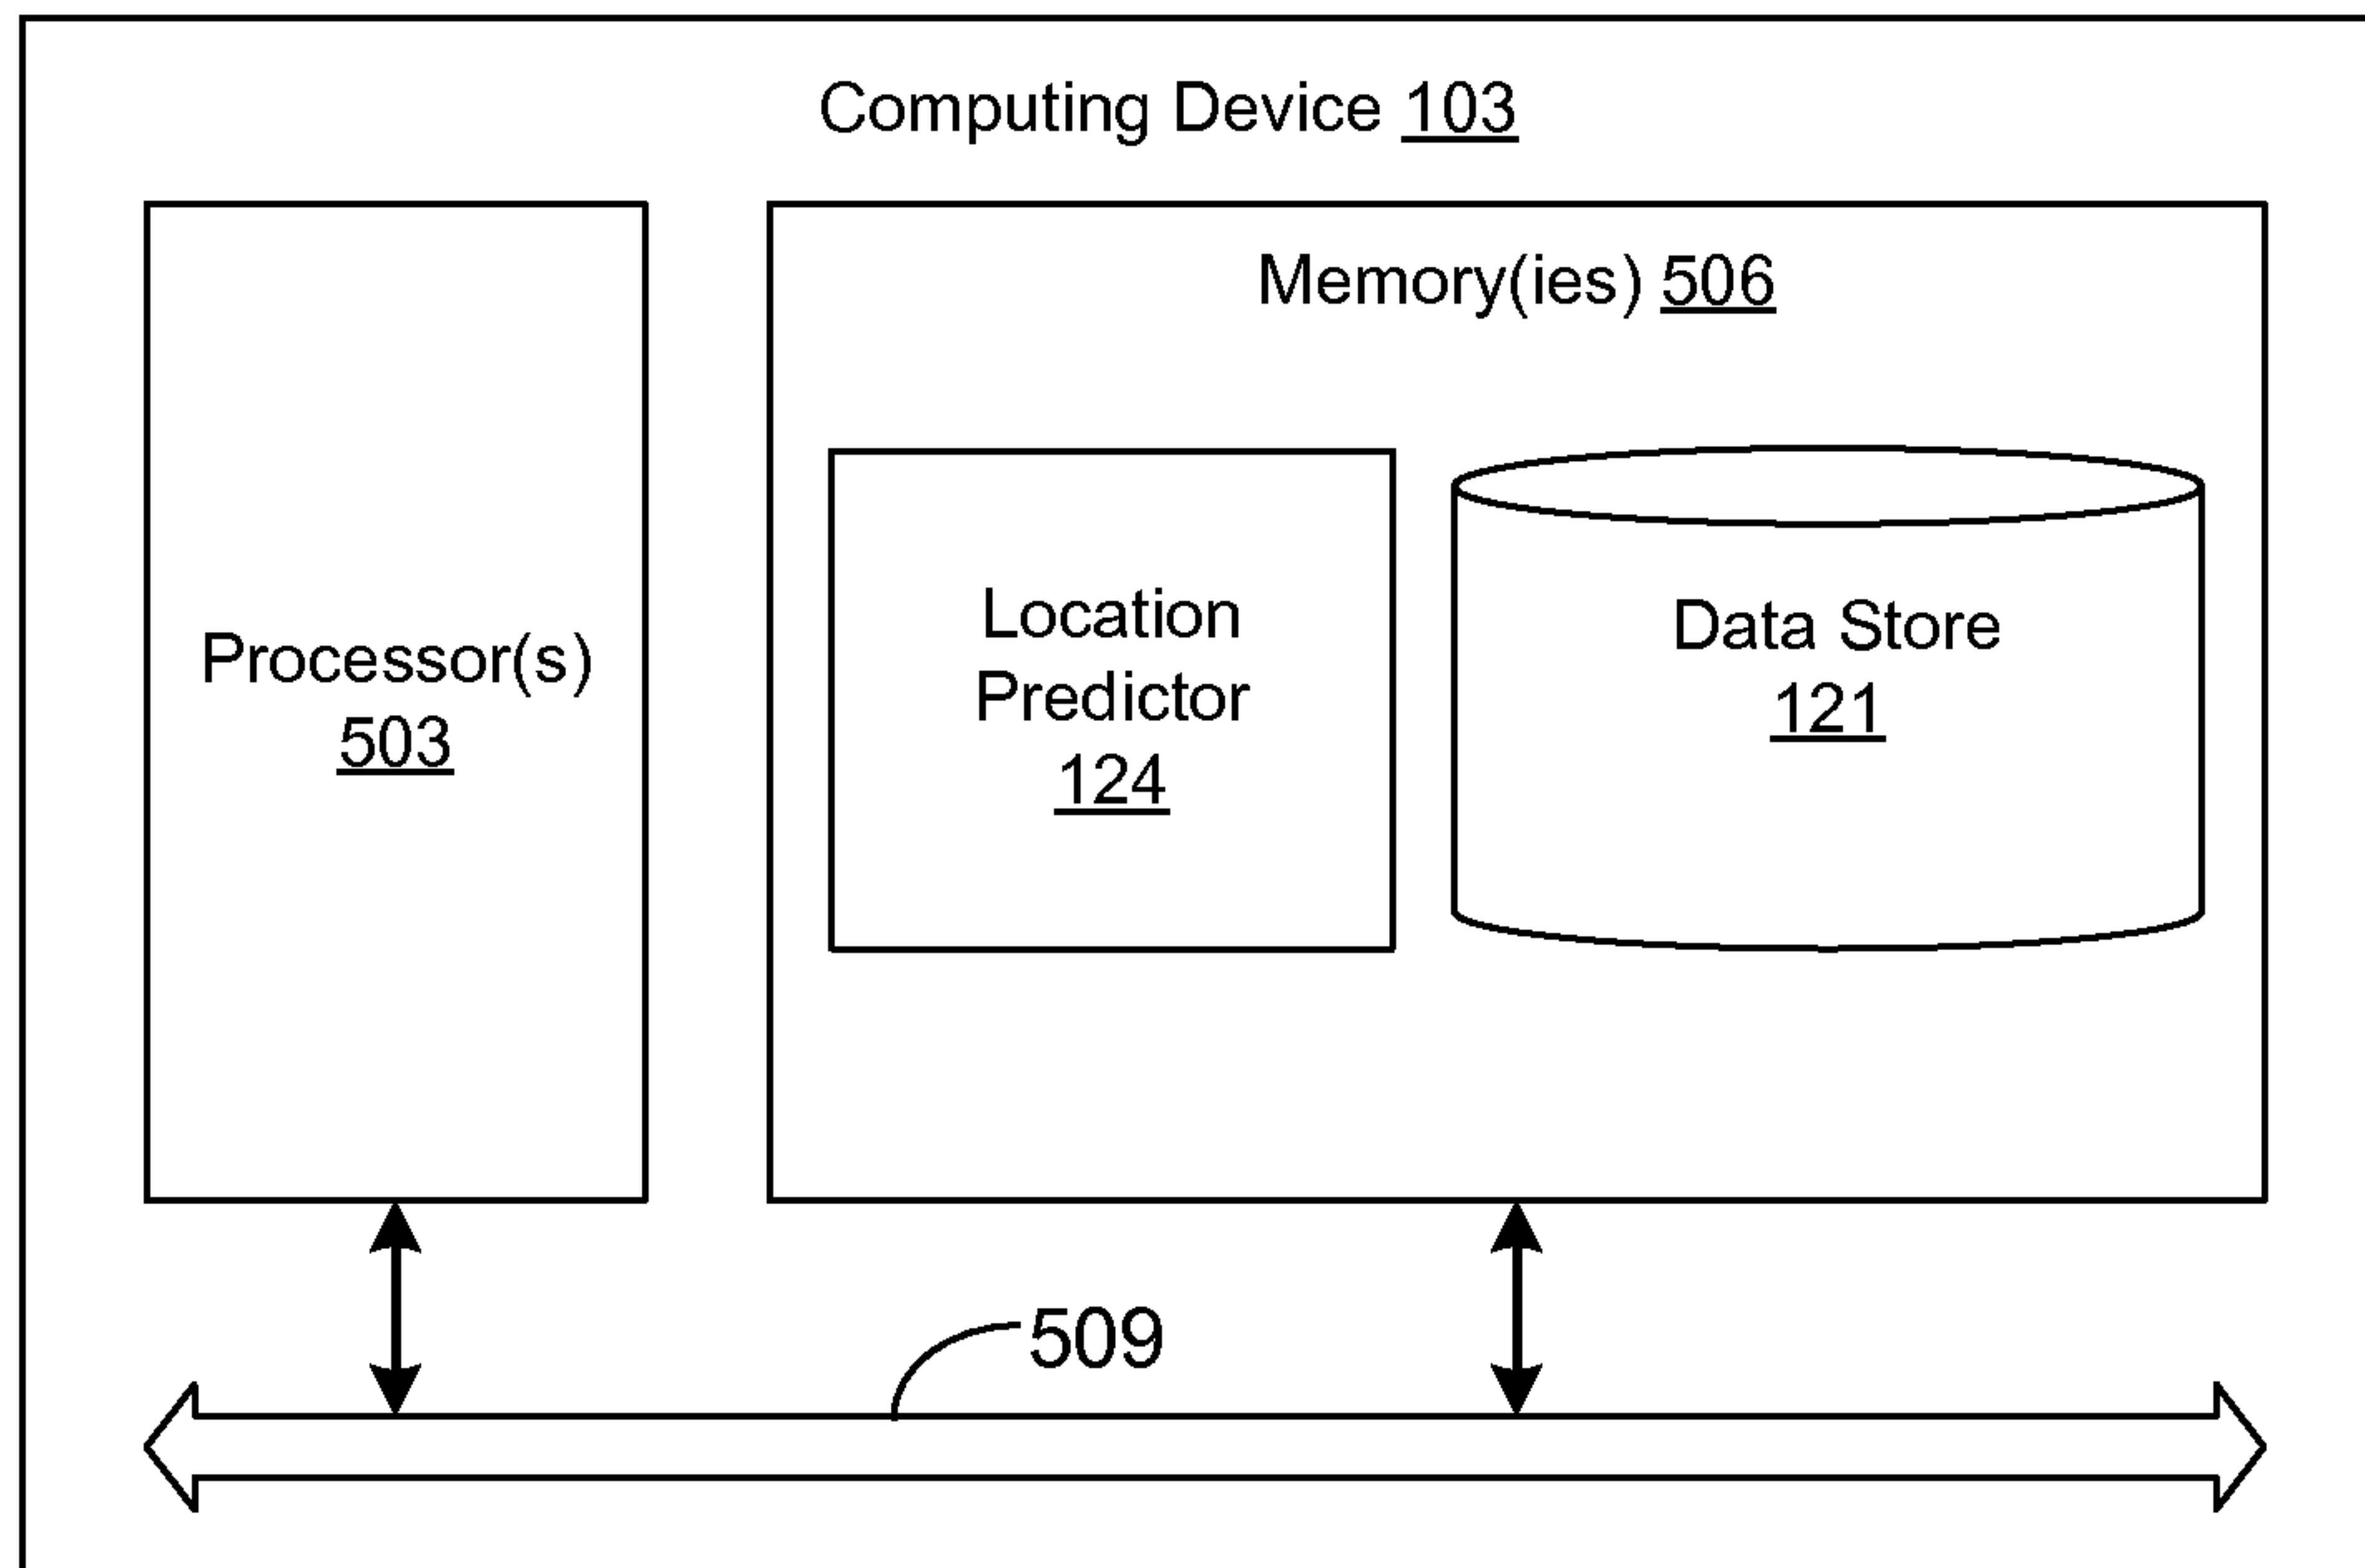 Computing Device 103
Memory(ies) 506
Processor(s)
503
Location
Predictor
124
Data Store
121
509